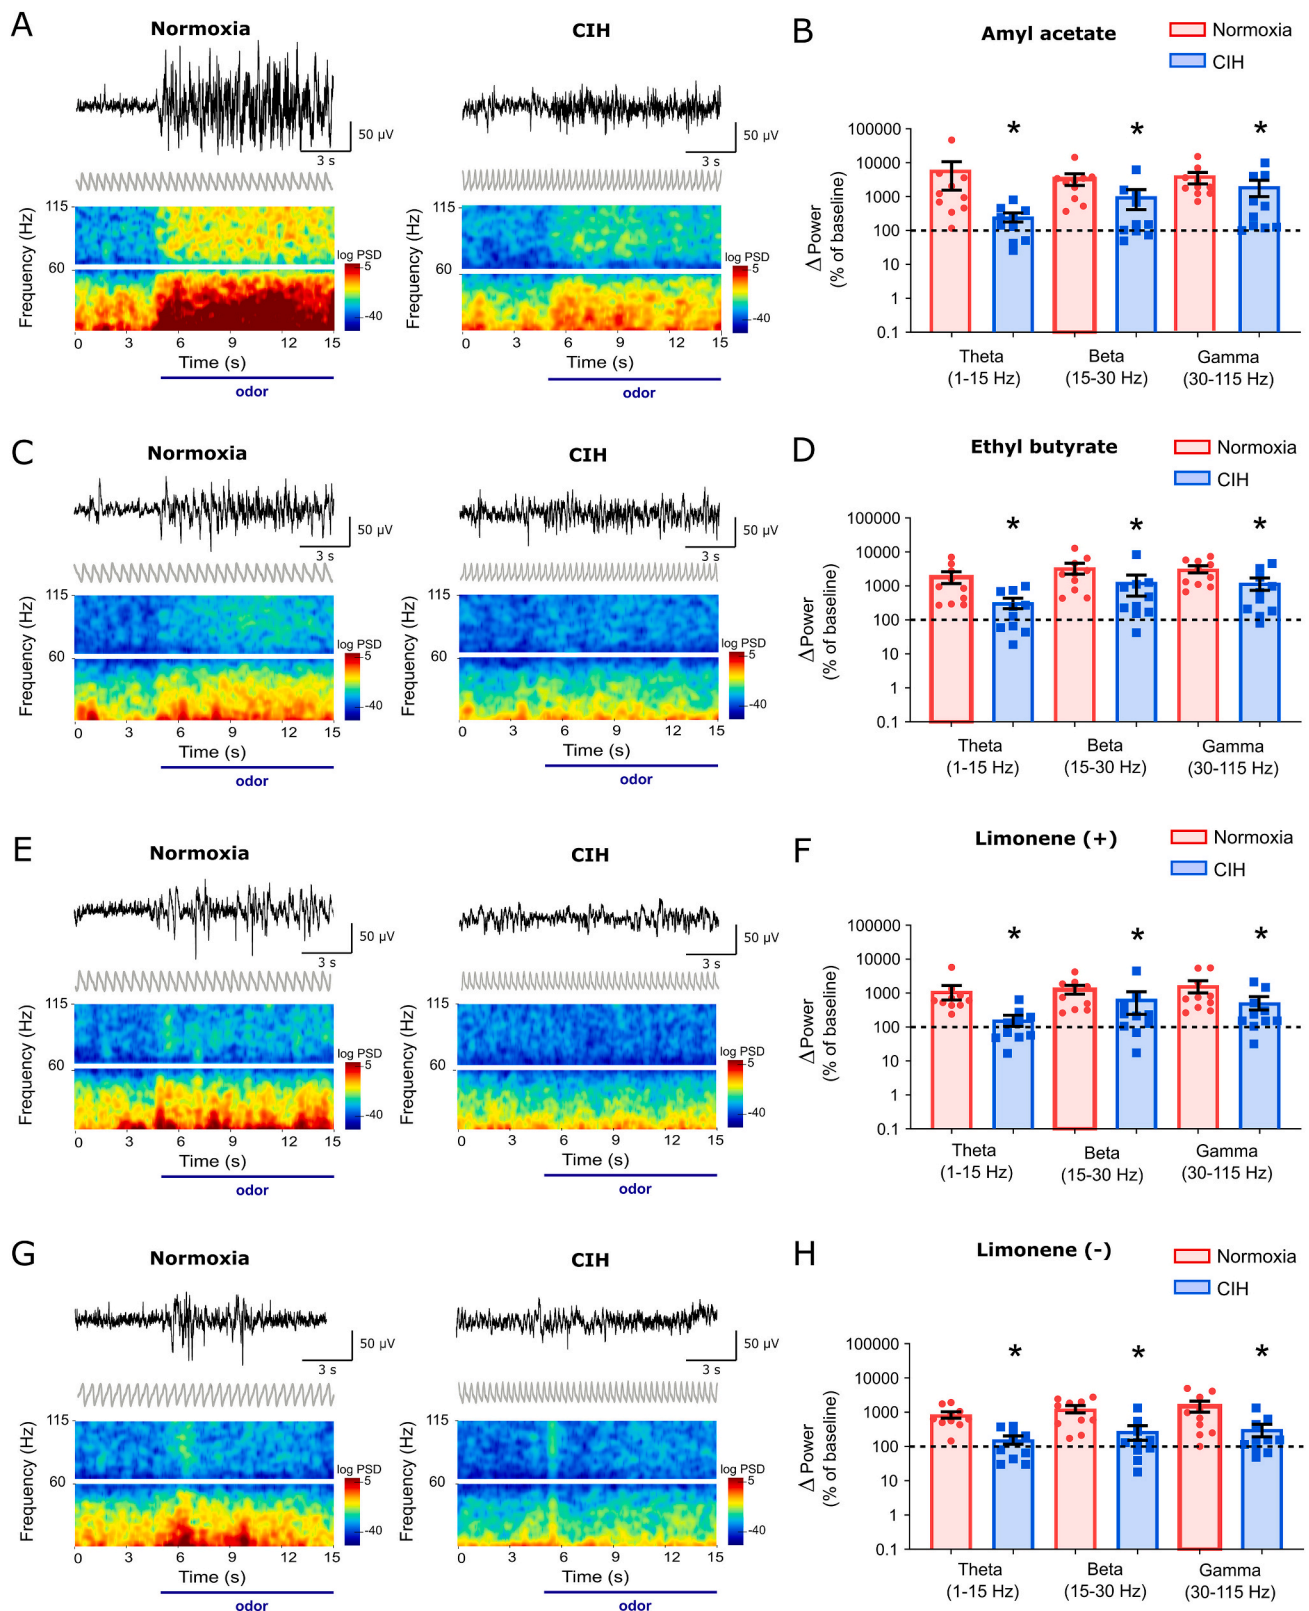 A
Normoxia
CIH
50 µV
3 s
50 µV
3 s
115
60
Frequency (Hz)
log PSD
5
-40
0 3 6 9 12 15
Time (s)
odor
115
60
Frequency (Hz)
log PSD
5
-40
0 3 6 9 12 15
Time (s)
odor
B
Amyl acetate
Normoxia
CIH
Δ Power
(% of baseline)
100000
10000
1000
100
10
1
0.1
* * *
Theta Beta Gamma
(1-15 Hz) (15-30 Hz) (30-115 Hz)
C
Normoxia
CIH
50 µV
3 s
50 µV
3 s
115
60
Frequency (Hz)
log PSD
5
-40
0 3 6 9 12 15
Time (s)
odor
115
60
Frequency (Hz)
log PSD
5
-40
0 3 6 9 12 15
Time (s)
odor
D
Ethyl butyrate
Normoxia
CIH
Δ Power
(% of baseline)
100000
10000
1000
100
10
1
0.1
* * *
Theta Beta Gamma
(1-15 Hz) (15-30 Hz) (30-115 Hz)
E
Normoxia
CIH
50 µV
3 s
50 µV
3 s
115
60
Frequency (Hz)
log PSD
5
-40
0 3 6 9 12 15
Time (s)
odor
115
60
Frequency (Hz)
log PSD
5
-40
0 3 6 9 12 15
Time (s)
odor
F
Limonene (+)
Normoxia
CIH
Δ Power
(% of baseline)
100000
10000
1000
100
10
1
0.1
* * *
Theta Beta Gamma
(1-15 Hz) (15-30 Hz) (30-115 Hz)
G
Normoxia
CIH
50 µV
3 s
50 µV
3 s
115
60
Frequency (Hz)
log PSD
5
-40
0 3 6 9 12 15
Time (s)
odor
115
60
Frequency (Hz)
log PSD
5
-40
0 3 6 9 12 15
Time (s)
odor
H
Limonene (-)
Normoxia
CIH
Δ Power
(% of baseline)
100000
10000
1000
100
10
1
0.1
* * *
Theta Beta Gamma
(1-15 Hz) (15-30 Hz) (30-115 Hz)